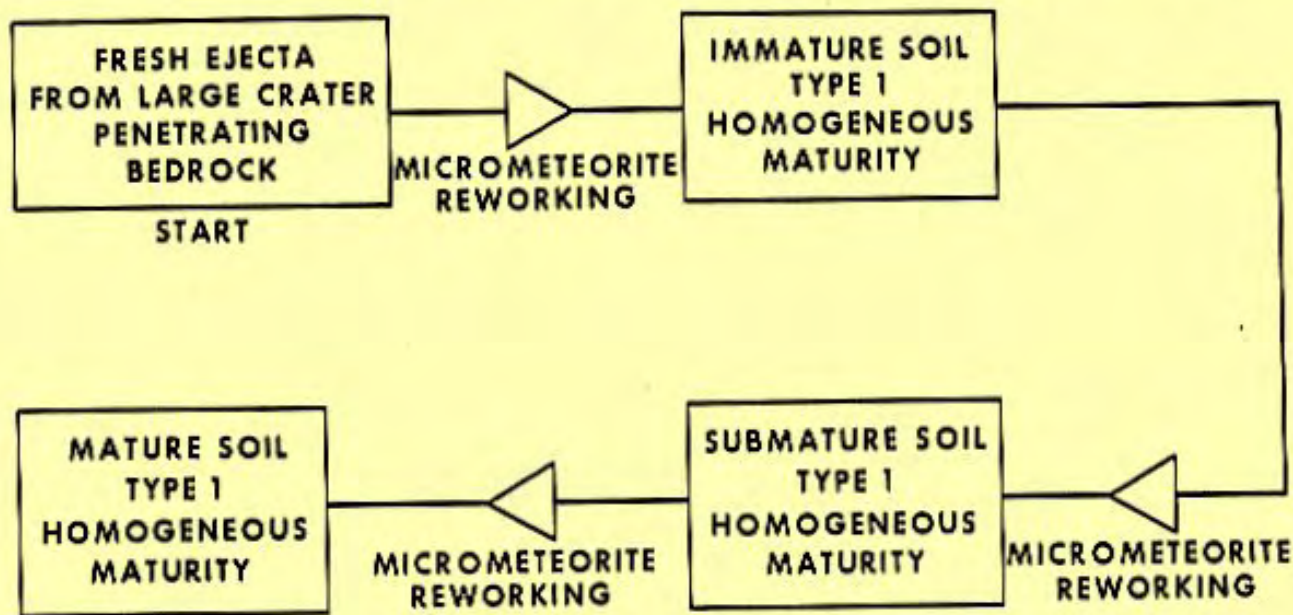 FRESH EJECTA
FROM LARGE CRATER
PENETRATING
BEDROCK
START
MICROMETEORITE
REWORKING
IMMATURE SOIL
TYPE 1
HOMOGENEOUS
MATURITY
MICROMETEORITE
REWORKING
SUBMATURE SOIL
TYPE 1
HOMOGENEOUS
MATURITY
MICROMETEORITE
REWORKING
MATURE SOIL
TYPE 1
HOMOGENEOUS
MATURITY